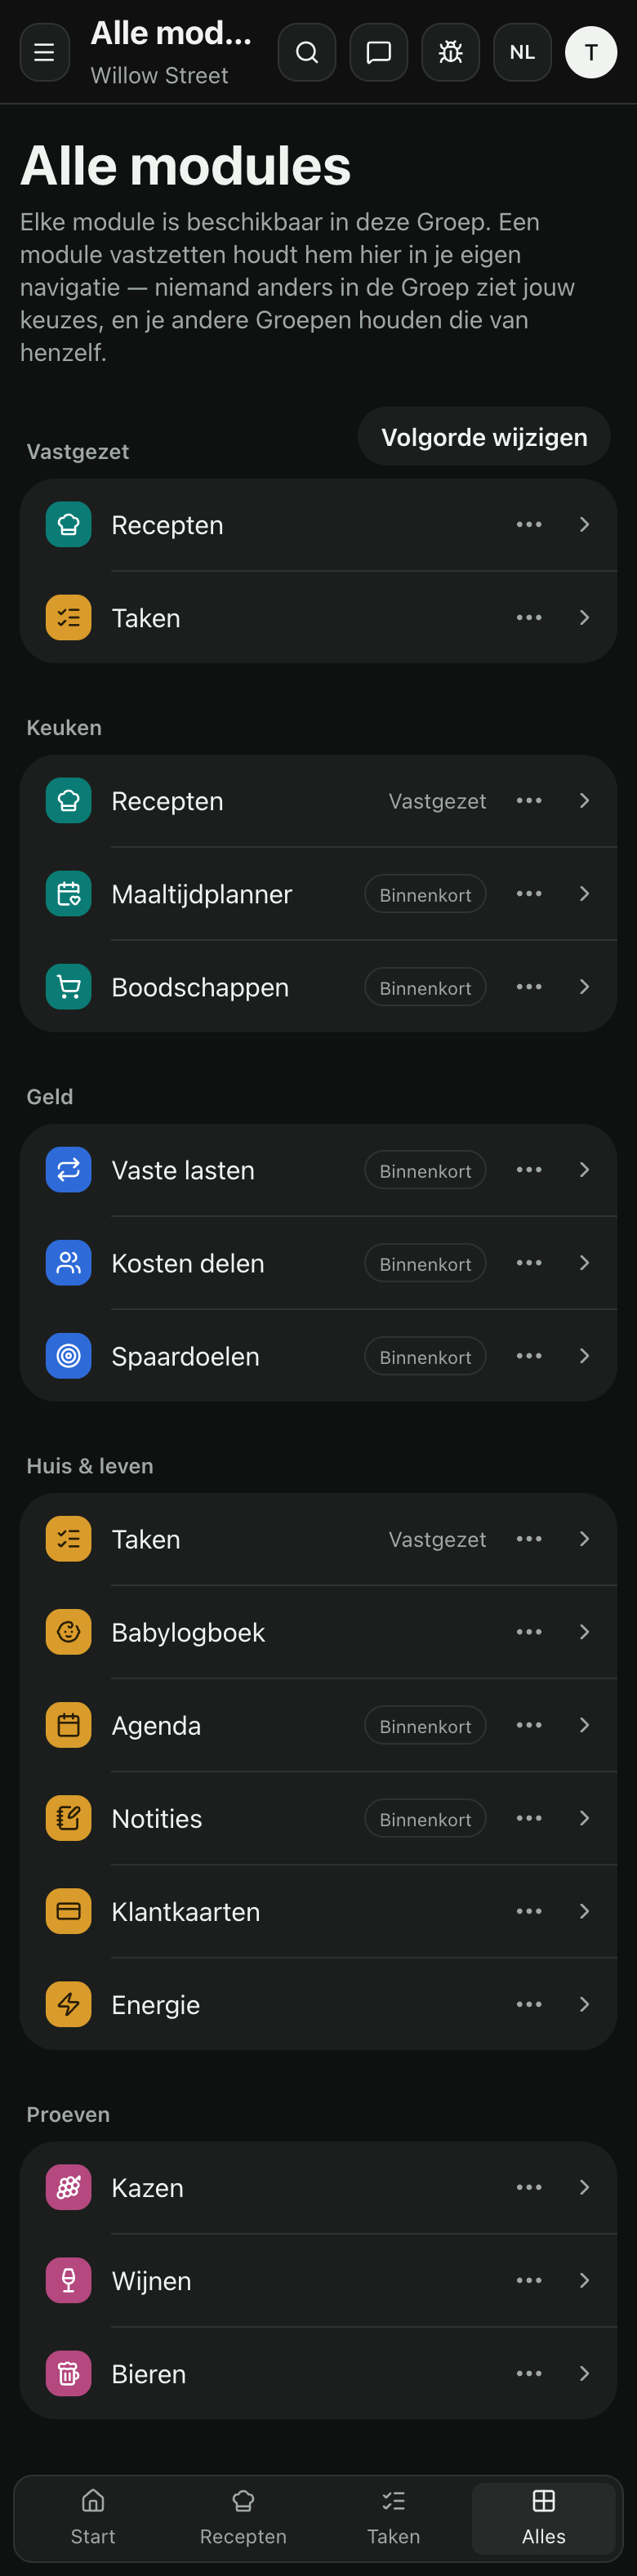 Alle mod...
Willow Street
NL
T
Alle modules
Elke module is beschikbaar in deze Groep. Een
module vastzetten houdt hem hier in je eigen
navigatie — niemand anders in de Groep ziet jouw
keuzes, en je andere Groepen houden die van
henzelf.
Vastgezet
Volgorde wijzigen
Recepten
Taken
Keuken
Recepten Vastgezet
Maaltijdplanner Binnenkort
Boodschappen Binnenkort
Geld
Vaste lasten Binnenkort
Kosten delen Binnenkort
Spaardoelen Binnenkort
Huis & leven
Taken Vastgezet
Babylogboek
Agenda Binnenkort
Notities Binnenkort
Klantkaarten
Energie
Proeven
Kazen
Wijnen
Bieren
Start Recepten Taken Alles